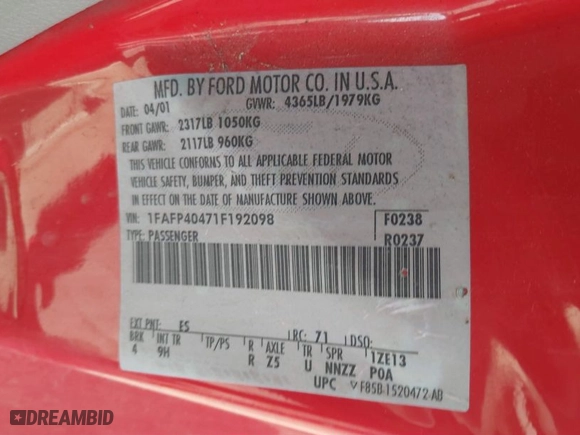 MFD. BY FORD MOTOR CO. IN U.S.A.
DATE: 04/01 GVWR: 4365LB/1979KG
FRONT GAWR: 2317LB 1050KG
REAR GAWR: 2117LB 960KG
THIS VEHICLE CONFORMS TO ALL APPLICABLE FEDERAL MOTOR
VEHICLE SAFETY, BUMPER, AND THEFT PREVENTION STANDARDS
IN EFFECT ON THE DATE OF MANUFACTURE SHOWN ABOVE.
VIN: 1FAFP40471F192098 F0238
TYPE: PASSENGER R0237
EXT PNT: E5 RC: 71 DSO:
BRK INT TR TP/PS R AXLE TR SPR 1ZE13
4 9H R Z5 U NNZZ POA
UPC F85B-1520472-AB
DREAMBID